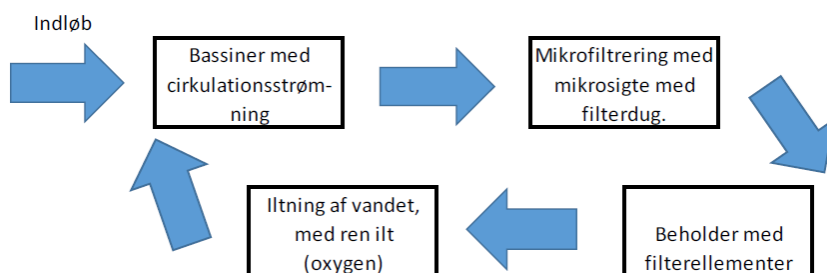 Indløb
Bassiner med
cirkulationsstrøm-
ning
Mikrofiltrering med
mikrosigte med
filterdug.
Iltning af vandet,
med ren ilt
(oxygen)
Beholder med
filterellementer